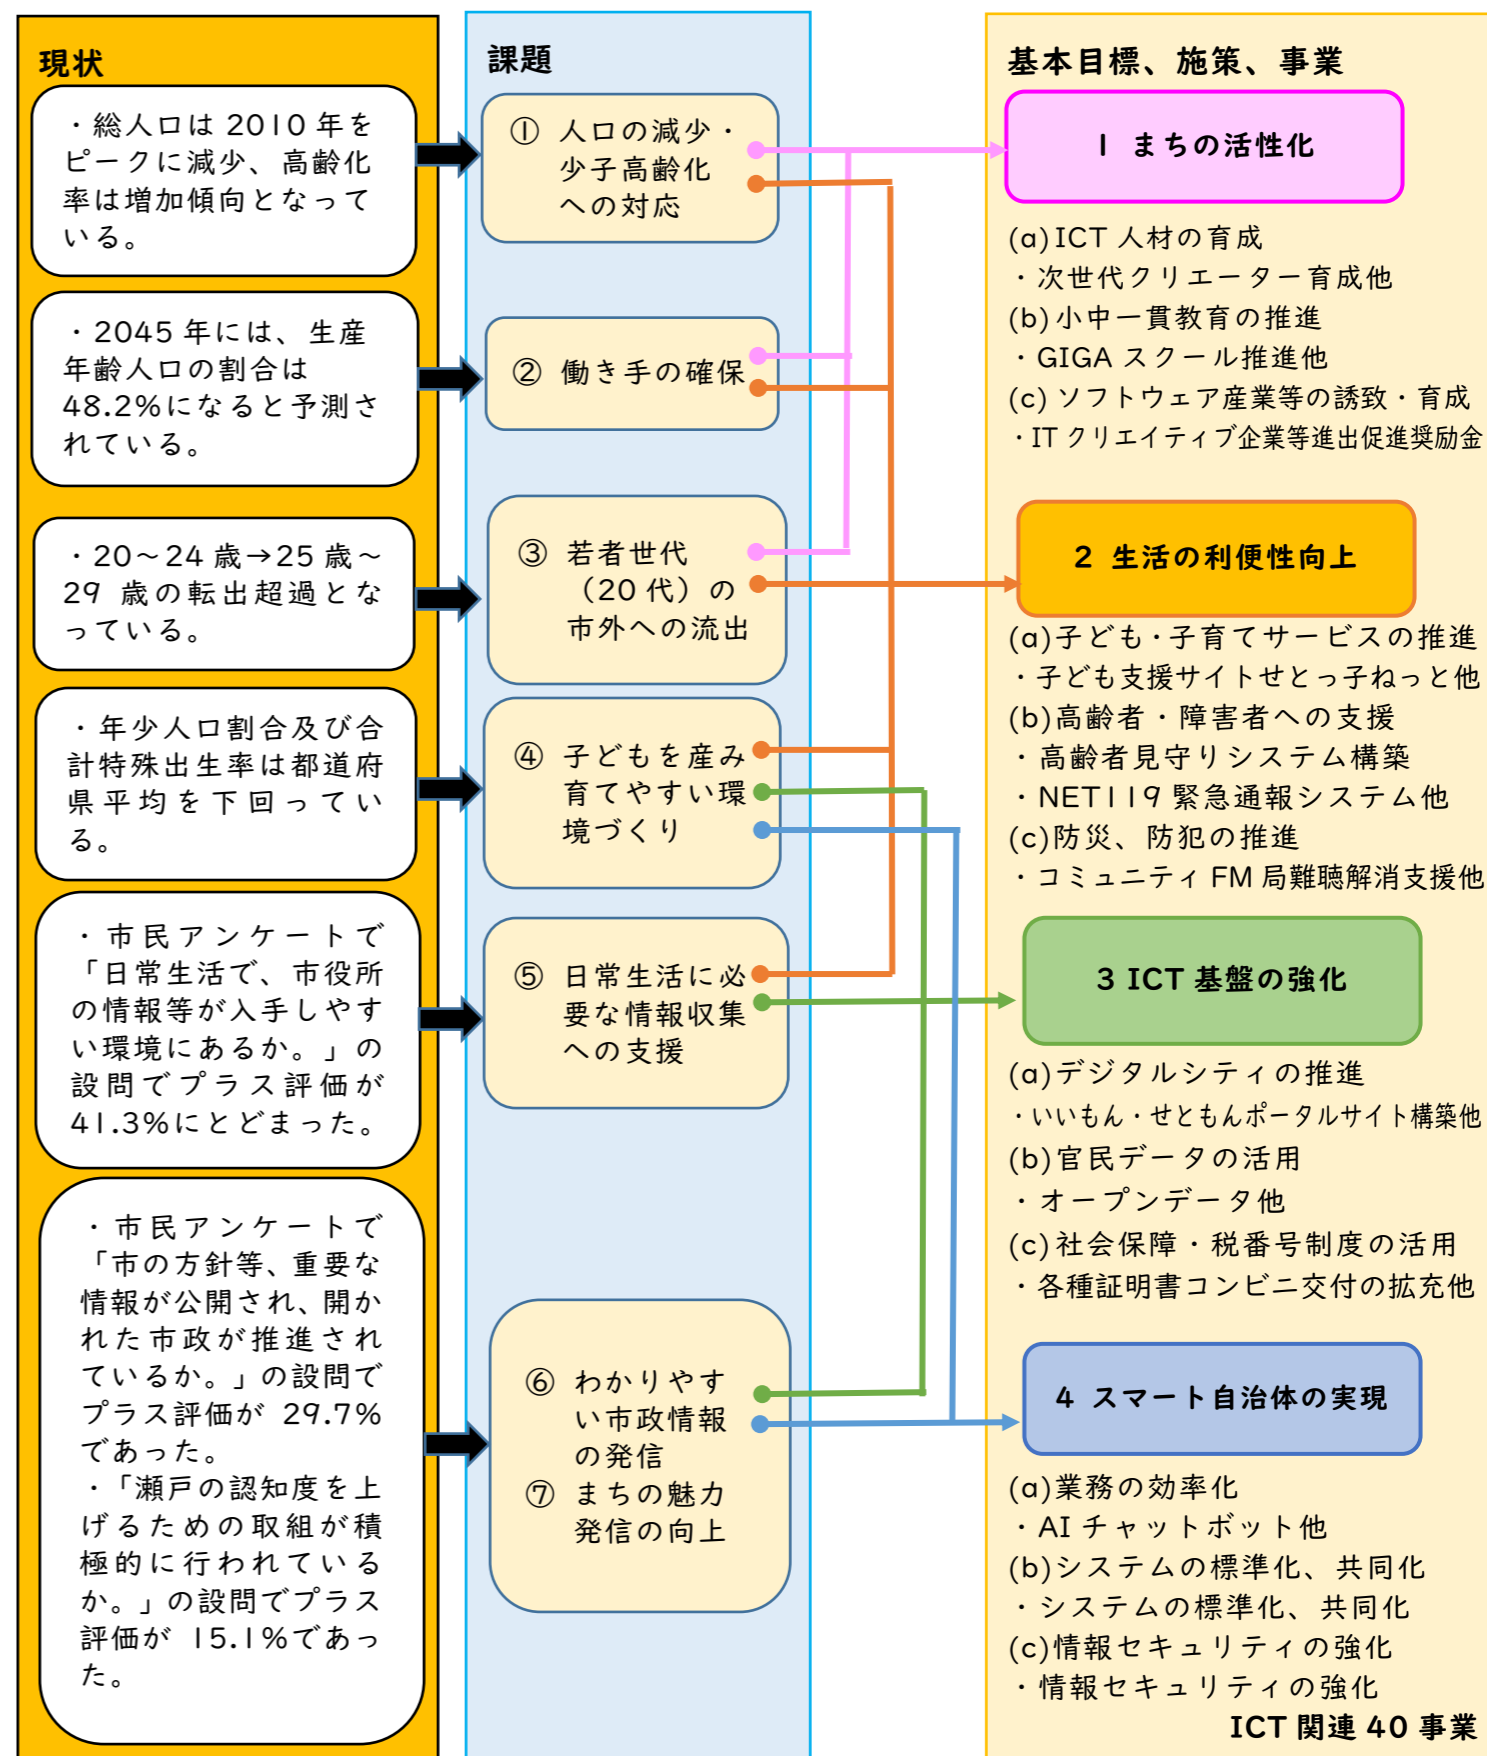 現状
・総人口は 2010 年を
ピークに減少、高齢化
率は増加傾向となって
いる。
・2045 年には、生産
年齢人口の割合は
48.2%になると予測さ
れている。
・20～24 歳→25 歳～
29 歳の転出超過とな
っている。
・年少人口割合及び合
計特殊出生率は都道府
県平均を下回ってい
る。
・市民アンケートで
「日常生活で、市役所
の情報等が入手しやす
い環境にあるか。」の
設問でプラス評価が
41.3%にとどまった。
・市民アンケートで
「市の方針等、重要な
情報が公開され、開か
れた市政が推進され
ているか。」の設問で
プラス評価が 29.7%
であった。
・「瀬戸の認知度を上
げるための取組が積
極的に行われている
か。」の設問でプラス
評価が 15.1%であっ
た。
課題
① 人口の減少・
少子高齢化
への対応
② 働き手の確保
③ 若者世代
（20 代）の
市外への流出
④ 子どもを産み
育てやすい環
境づくり
⑤ 日常生活に必
要な情報収集
への支援
⑥ わかりやす
い市政情報
の発信
⑦ まちの魅力
発信の向上
基本目標、施策、事業
1 まちの活性化
(a)ICT 人材の育成
・次世代クリエーター育成他
(b)小中一貫教育の推進
・GIGA スクール推進他
(c) ソフトウェア産業等の誘致・育成
・IT クリエイティブ企業等進出促進奨励金
2 生活の利便性向上
(a)子ども・子育てサービスの推進
・子ども支援サイトせとっ子ねっと他
(b)高齢者・障害者への支援
・高齢者見守りシステム構築
・NET119 緊急通報システム他
(c)防災、防犯の推進
・コミュニティ FM 局難聴解消支援他
3 ICT 基盤の強化
(a)デジタルシティの推進
・いいもん・せともんポータルサイト構築他
(b)官民データの活用
・オープンデータ他
(c)社会保障・税番号制度の活用
・各種証明書コンビニ交付の拡充他
4 スマート自治体の実現
(a)業務の効率化
・AI チャットボット他
(b)システムの標準化、共同化
・システムの標準化、共同化
(c)情報セキュリティの強化
・情報セキュリティの強化
ICT 関連 40 事業